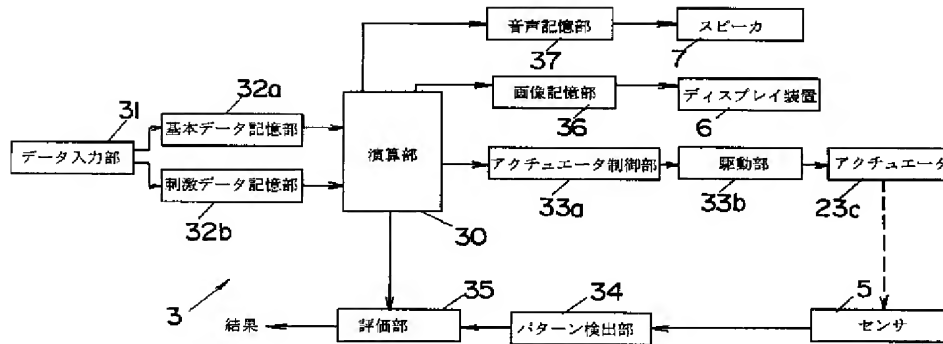 音声記憶部
スピーカ
37
7
32a
画像記憶部
ディスプレイ装置
31
基本データ記憶部
36
6
データ入力部
演算部
アクチュエータ制御部
駆動部
アクチュエータ
刺激データ記憶部
33a
33b
23c
32b
30
35
34
5
3
結果
評価部
パターン検出部
センサ